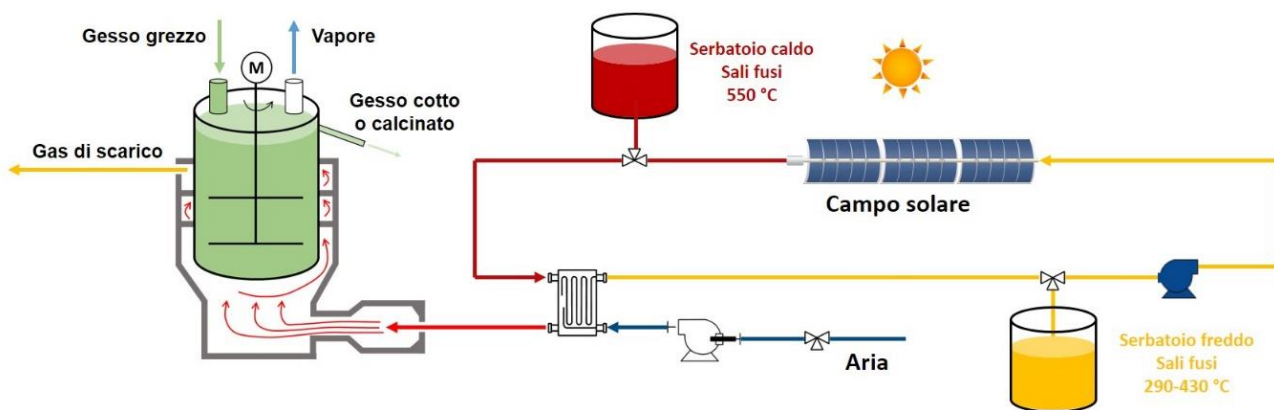 Gesso grezzo
Vapore
M
Gesso cotto
o calcinato
Gas di scarico
Serbatoio caldo
Sali fusi
550 °C
Campo solare
Aria
Serbatoio freddo
Sali fusi
290-430 °C